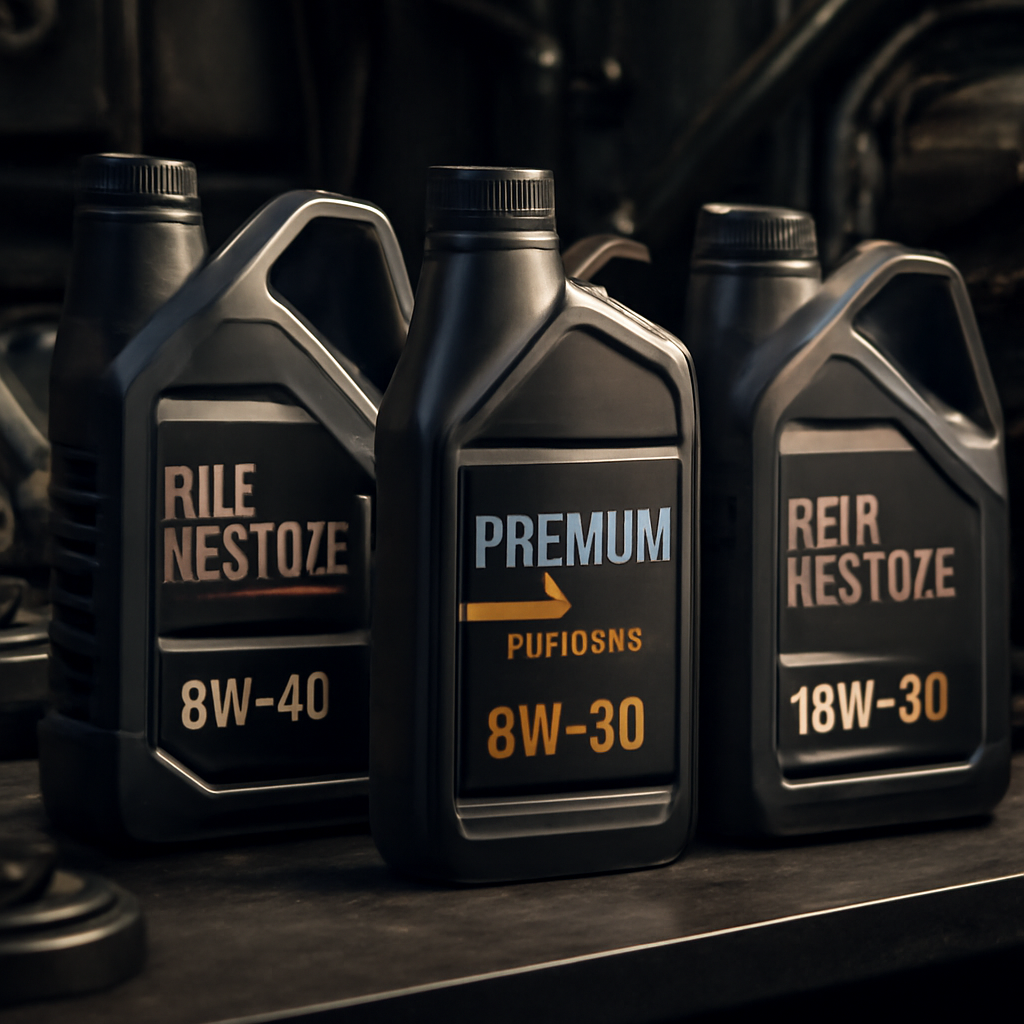 RILE
NESTOZE
8W-40
PREMUM
PUFIOSNS
8W-30
REIR
HESTOZE
18W-30